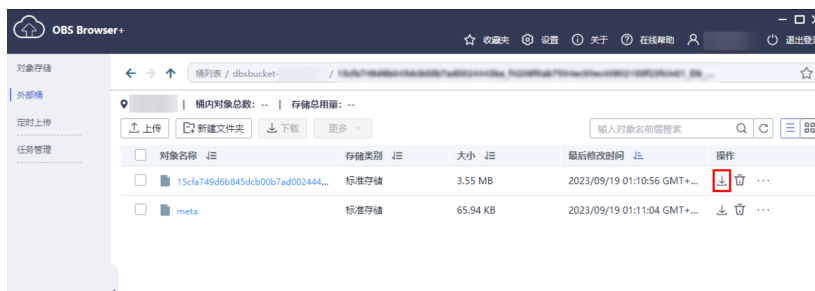 OBS Browser+
收藏夹 设置 关于 在线帮助 退出登录
对象存储
外部桶
定时上传
任务管理
桶列表 / dbsbucket- /
桶内对象总数: -- | 存储总用量: --
上传 新建文件夹 下载 更多 输入对象名前缀搜索
对象名称 存储类别 大小 最后修改时间 操作
15cfa749d6b845dcb00b7ad002444... 标准存储 3.55 MB 2023/09/19 01:10:56 GMT+... ···
meta 标准存储 65.94 KB 2023/09/19 01:11:04 GMT+... ···